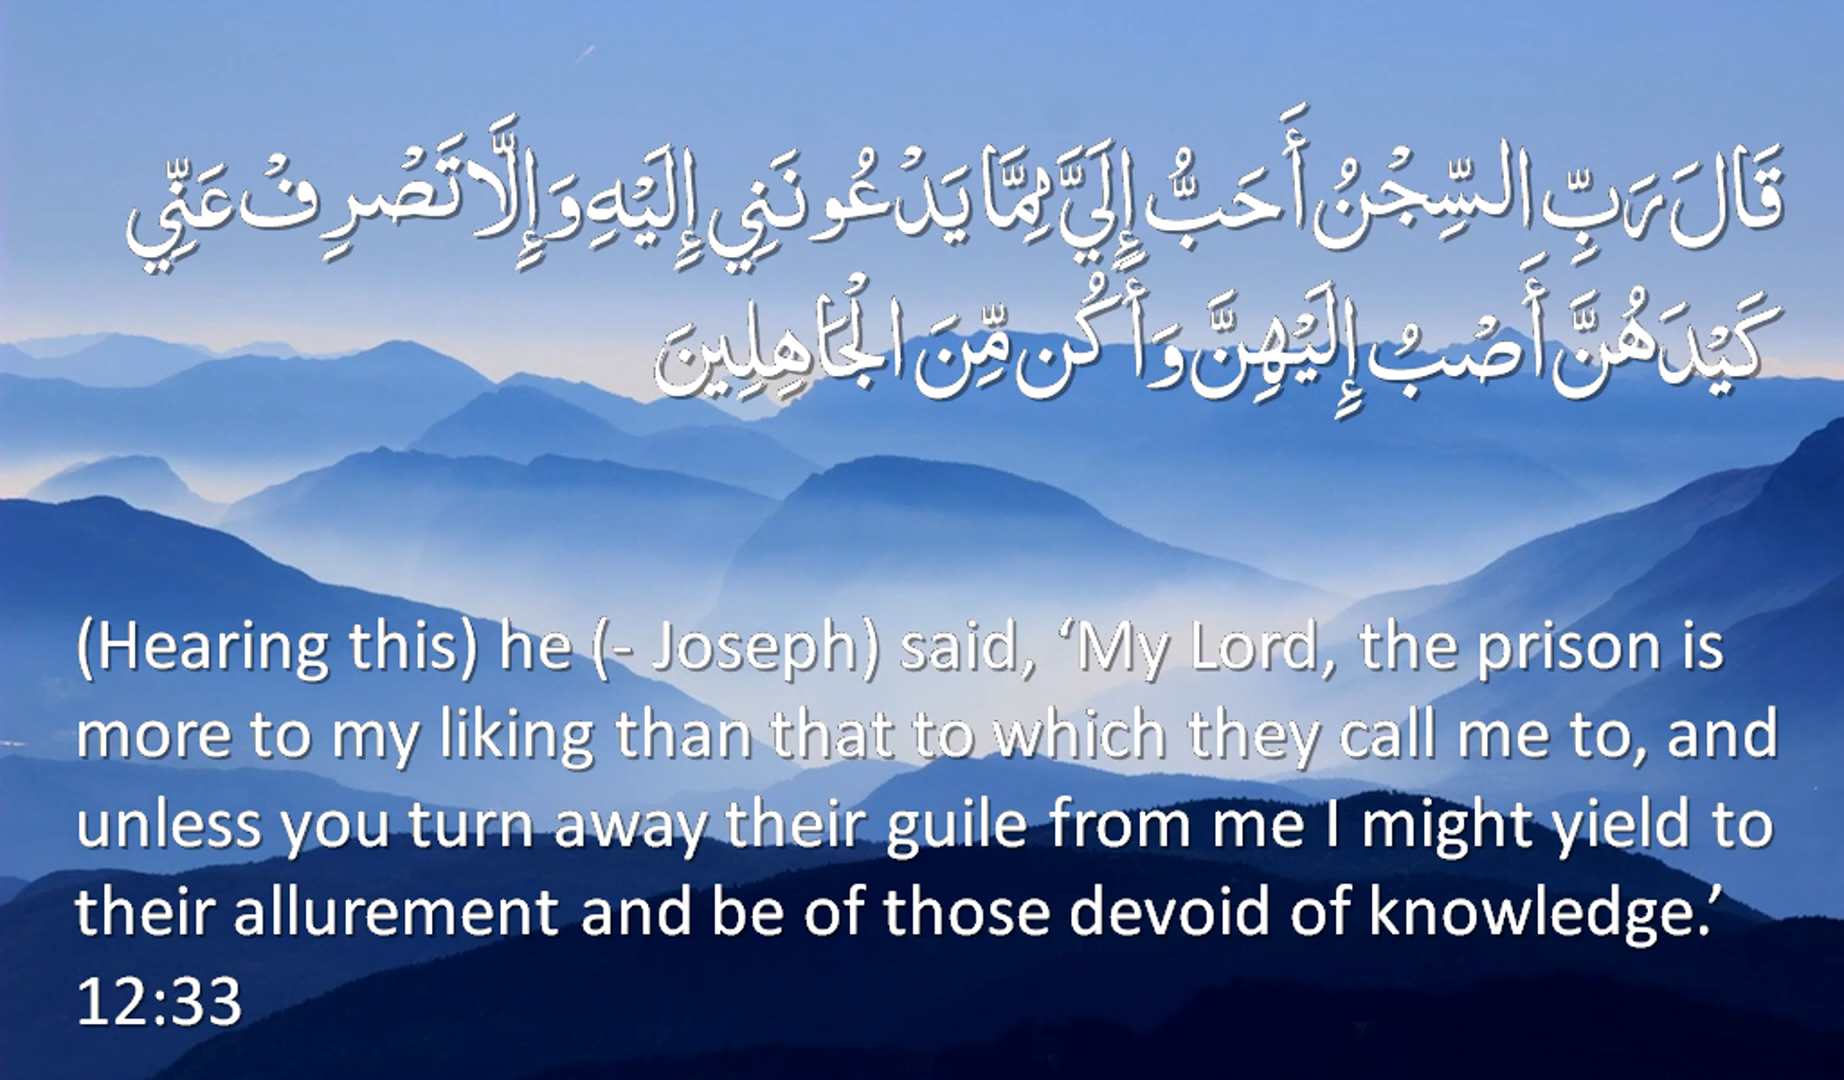 قَالَ رَبِّ السِّجْنُ أَحَبُّ إِلَيَّ مِمَّا يَدْعُونَنِي إِلَيْهِ وَإِلَّا تَصْرِفْ عَنِّي
كَيْدَهُنَّ أَصْبُ إِلَيْهِنَّ وَأَكُن مِّنَ الْجَاهِلِينَ
(Hearing this) he (- Joseph) said, ‘My Lord, the prison is
more to my liking than that to which they call me to, and
unless you turn away their guile from me I might yield to
their allurement and be of those devoid of knowledge.’
12:33